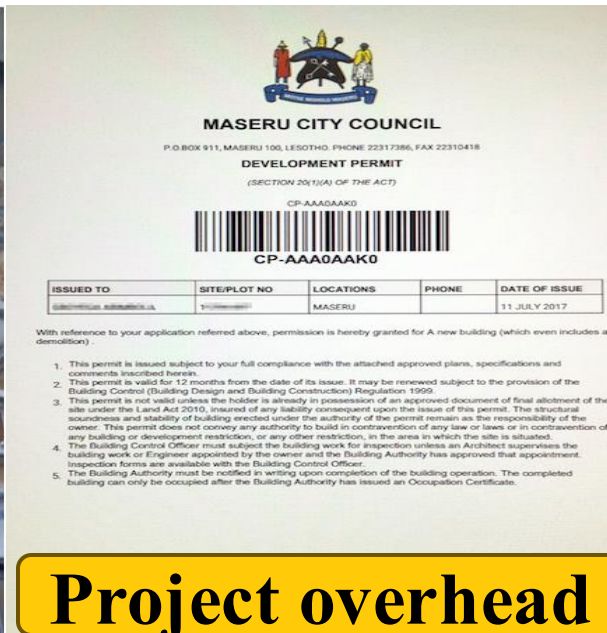 MASERU CITY COUNCIL
P.O.BOX 911, MASERU 100, LESOTHO. PHONE 22317386, FAX 22310418
DEVELOPMENT PERMIT
(SECTION 20(1)(A) OF THE ACT)
CP-AAA0AAK0
CP-AAA0AAK0
ISSUED TO SITE/PLOT NO LOCATIONS PHONE DATE OF ISSUE
MASERU 11 JULY 2017
With reference to your application referred above, permission is hereby granted for A new building (which even includes a
demolition) .
1. This permit is issued subject to your full compliance with the attached approved plans, specifications and
comments inscribed herein.
2. This permit is valid for 12 months from the date of its issue. It may be renewed subject to the provision of the
Building Control (Building Design and Building Construction) Regulation 1999.
3. This permit is not valid unless the holder is already in possession of an approved document of final allotment of the
site under the Land Act 2010, insured of any liability consequent upon the issue of this permit. The structural
soundness and stability of building erected under the authority of the permit remain as the responsibility of the
owner. This permit does not convey any authority to build in contravention of any law or laws or in contravention of
any building or development restriction, or any other restriction, in the area in which the site is situated.
4. The Building Control Officer must subject the building work for inspection unless an Architect supervises the
building work or Engineer appointed by the owner and the Building Authority has approved that appointment.
Inspection forms are available with the Building Control Officer.
5. The Building Authority must be notified in writing upon completion of the building operation. The completed
building can only be occupied after the Building Authority has issued an Occupation Certificate.
Project overhead